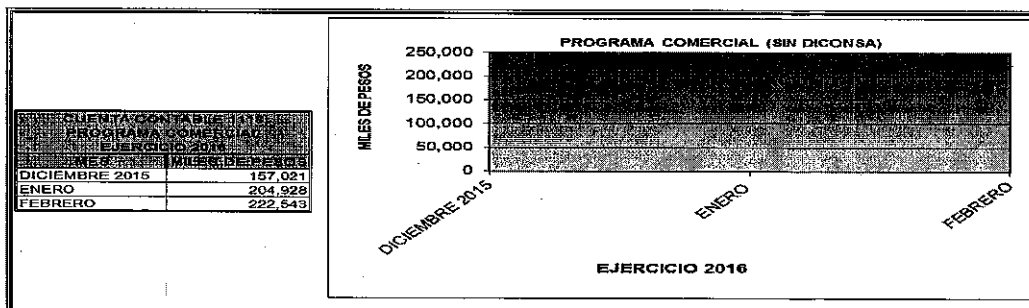 CUENTA CONTABLE 1119
PROGRAMA COMERCIAL
EJERCICIO 2016
MES MILES DE PESOS
DICIEMBRE 2015 157,021
ENERO 204,928
FEBRERO 222,543
PROGRAMA COMERCIAL (SIN DICONSA)
MILES DE PESOS
250,000
200,000
150,000
100,000
50,000
0
DICIEMBRE 2015
ENERO
FEBRERO
EJERCICIO 2016